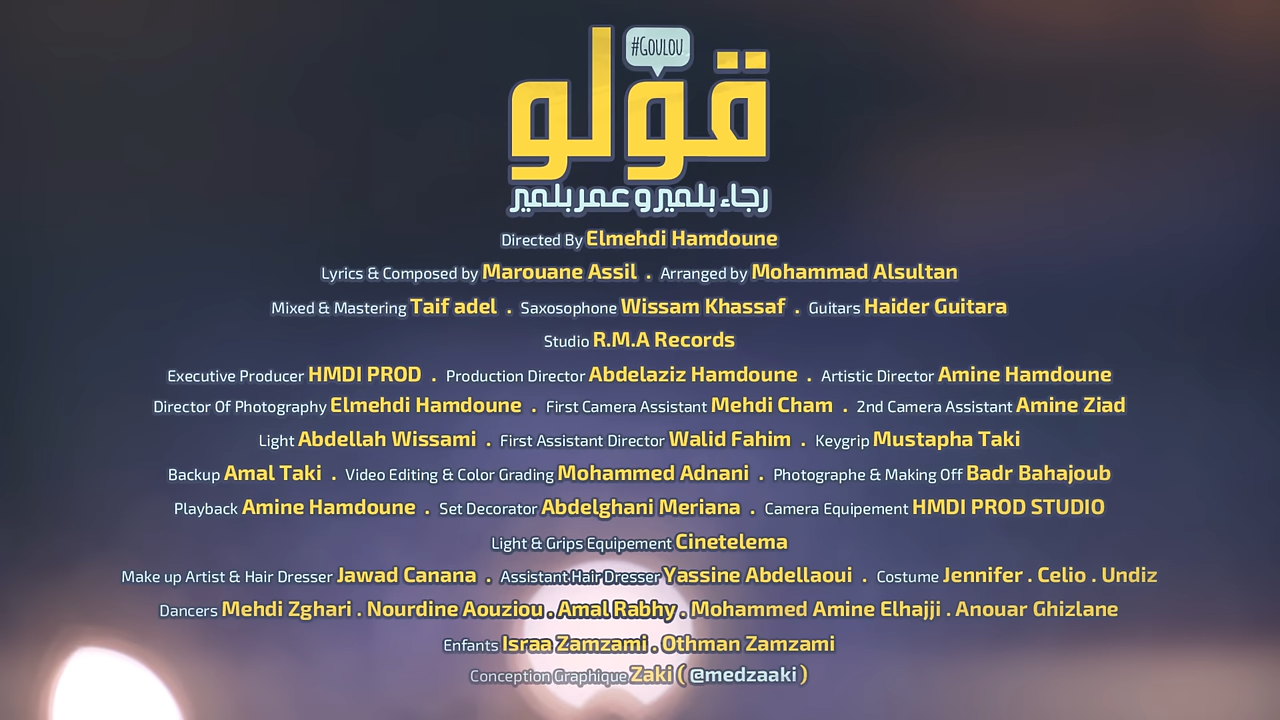 #GOULOU
قولو
رجاء بلمير و عمر بلمير
Directed By Elmehdi Hamdoune
Lyrics & Composed by Marouane Assil . Arranged by Mohammad Alsultan
Mixed & Mastering Taif adel . Saxosophone Wissam Khassaf . Guitars Haider Guitara
Studio R.M.A Records
Executive Producer HMDI PROD . Production Director Abdelaziz Hamdoune . Artistic Director Amine Hamdoune
Director Of Photography Elmehdi Hamdoune . First Camera Assistant Mehdi Cham . 2nd Camera Assistant Amine Ziad
Light Abdellah Wissami . First Assistant Director Walid Fahim . Keygrip Mustapha Taki
Backup Amal Taki . Video Editing & Color Grading Mohammed Adnani . Photographe & Making Off Badr Bahajoub
Playback Amine Hamdoune . Set Decorator Abdelghani Meriana . Camera Equipement HMDI PROD STUDIO
Light & Grips Equipement Cinetelema
Make up Artist & Hair Dresser Jawad Canana . Assistant Hair Dresser Yassine Abdellaoui . Costume Jennifer . Celio . Undiz
Dancers Mehdi Zghari . Nourdine Aouziou . Amal Rabhy . Mohammed Amine Elhajji . Anouar Ghizlane
Enfants Israa Zamzami . Othman Zamzami
Conception Graphique Zaki ( @medzaaki )